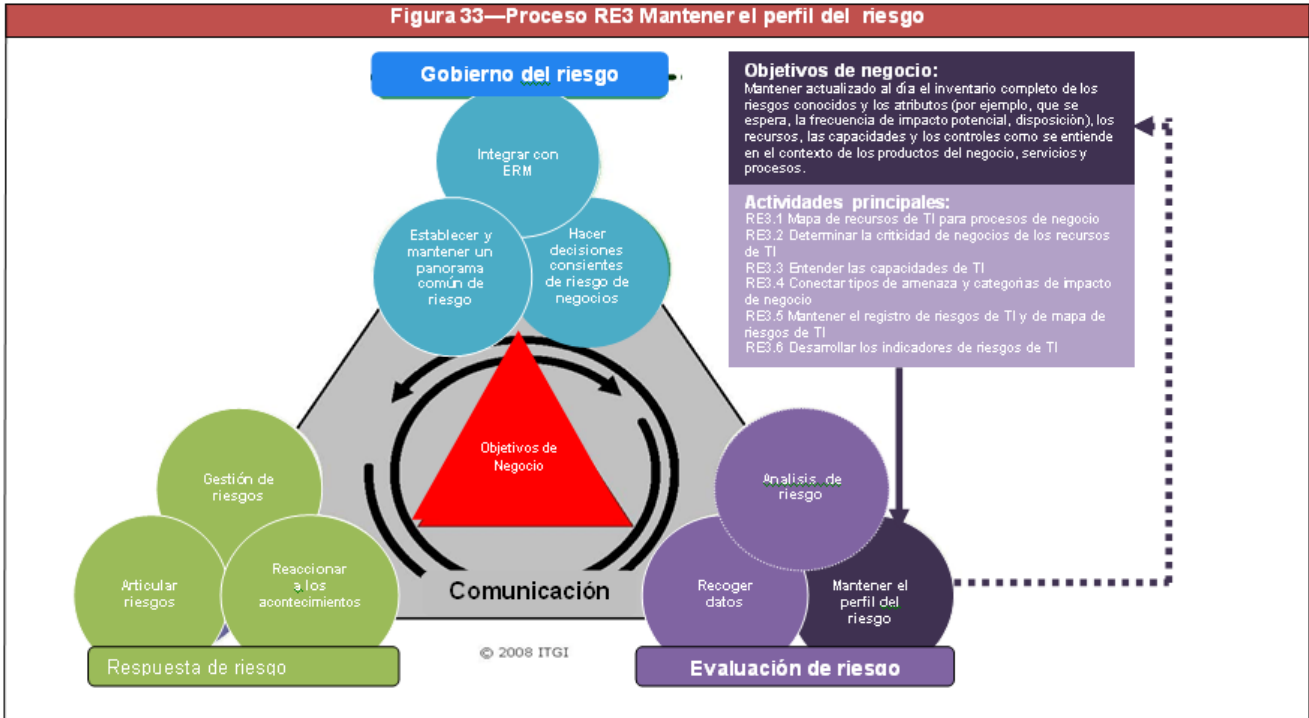 Figura 33—Proceso RE3 Mantener el perfil del riesgo
Gobierno del riesgo
Integrar con
ERM
Establecer y
mantener un
panorama
común de
riesgo
Hacer
decisiones
consientes
de riesgo de
negocios
Objetivos de negocio:
Mantener actualizado al día el inventario completo de los
riesgos conocidos y los atributos (por ejemplo, que se
espera, la frecuencia de impacto potencial, disposición), los
recursos, las capacidades y los controles como se entiende
en el contexto de los productos del negocio, servicios y
procesos.
Actividades principales:
RE3.1 Mapa de recursos de TI para procesos de negocio
RE3.2 Determinar la criticidad de negocios de los recursos
de TI
RE3.3 Entender las capacidades de TI
RE3.4 Conectar tipos de amenaza y categorías de impacto
de negocio
RE3.5 Mantener el registro de riesgos de TI y de mapa de
riesgos de TI
RE3.6 Desarrollar los indicadores de riesgos de TI
Objetivos de
Negocio
Gestión de
riesgos
Articular
riesgos
Reaccionar
a los
acontecimientos
Respuesta de riesgo
Comunicación
© 2008 ITGI
Analisis de
riesgo
Recoger
datos
Mantener el
perfil del
riesgo
Evaluación de riesgo